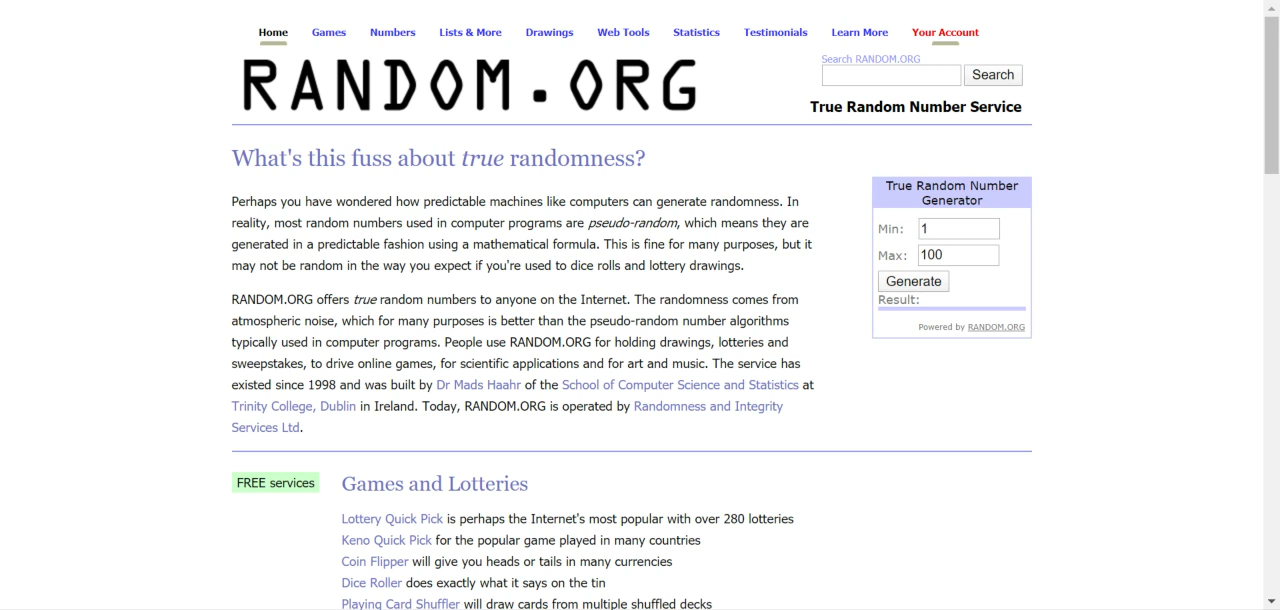 Home Games Numbers Lists & More Drawings Web Tools Statistics Testimonials Learn More Your Account
RANDOM.ORG
Search RANDOM.ORG
Search
True Random Number Service
What's this fuss about true randomness?
Perhaps you have wondered how predictable machines like computers can generate randomness. In
reality, most random numbers used in computer programs are pseudo-random, which means they are
generated in a predictable fashion using a mathematical formula. This is fine for many purposes, but it
may not be random in the way you expect if you're used to dice rolls and lottery drawings.
RANDOM.ORG offers true random numbers to anyone on the Internet. The randomness comes from
atmospheric noise, which for many purposes is better than the pseudo-random number algorithms
typically used in computer programs. People use RANDOM.ORG for holding drawings, lotteries and
sweepstakes, to drive online games, for scientific applications and for art and music. The service has
existed since 1998 and was built by Dr Mads Haahr of the School of Computer Science and Statistics at
Trinity College, Dublin in Ireland. Today, RANDOM.ORG is operated by Randomness and Integrity
Services Ltd.
True Random Number
Generator
Min: 1
Max: 100
Generate
Result:
Powered by RANDOM.ORG
FREE services
Games and Lotteries
Lottery Quick Pick is perhaps the Internet's most popular with over 280 lotteries
Keno Quick Pick for the popular game played in many countries
Coin Flipper will give you heads or tails in many currencies
Dice Roller does exactly what it says on the tin
Playing Card Shuffler will draw cards from multiple shuffled decks